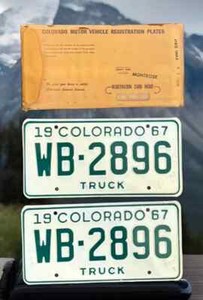 COLORADO MOTOR VEHICLE REGISTRATION PLATES
MONTROSE
19 COLORADO 67
WB-2896
TRUCK
19 COLORADO 67
WB-2896
TRUCK